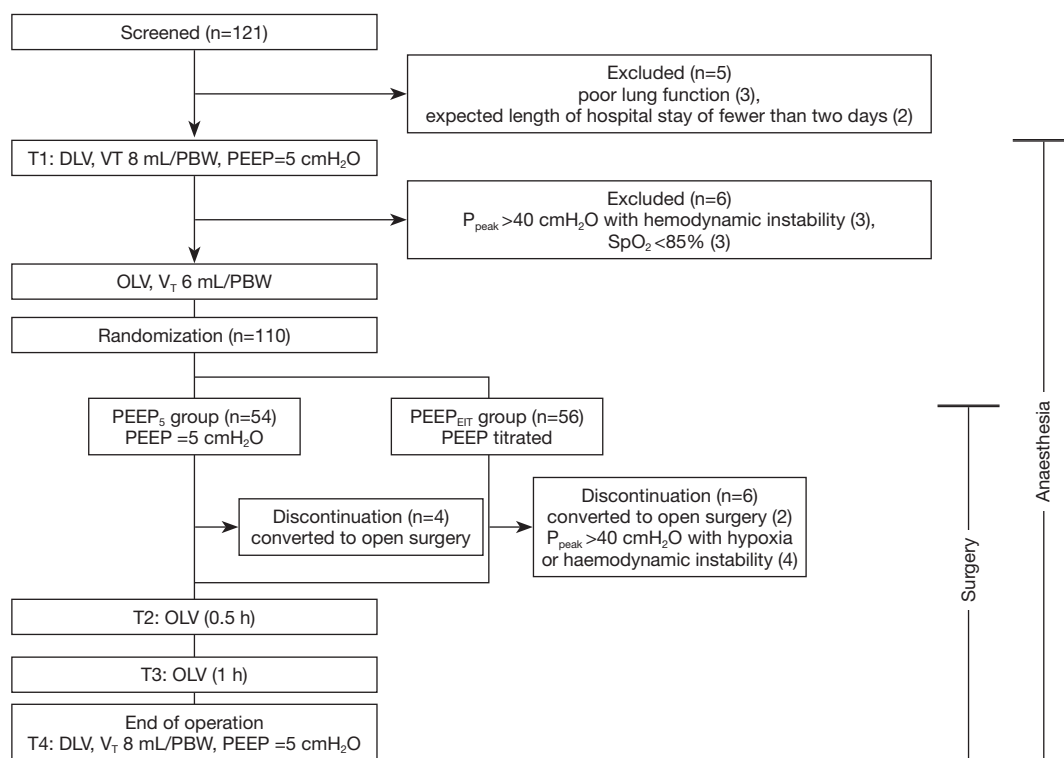 Screened (n=121)
Excluded (n=5)
poor lung function (3),
expected length of hospital stay of fewer than two days (2)
T1: DLV, VT 8 mL/PBW, PEEP=5 cmH₂O
Excluded (n=6)
Ppeak >40 cmH₂O with hemodynamic instability (3),
SpO₂ <85% (3)
OLV, VT 6 mL/PBW
Randomization (n=110)
PEEP₅ group (n=54)
PEEP =5 cmH₂O
PEEPEIT group (n=56)
PEEP titrated
Discontinuation (n=4)
converted to open surgery
Discontinuation (n=6)
converted to open surgery (2)
Ppeak >40 cmH₂O with hypoxia
or haemodynamic instability (4)
T2: OLV (0.5 h)
T3: OLV (1 h)
End of operation
T4: DLV, VT 8 mL/PBW, PEEP =5 cmH₂O
Surgery
Anaesthesia